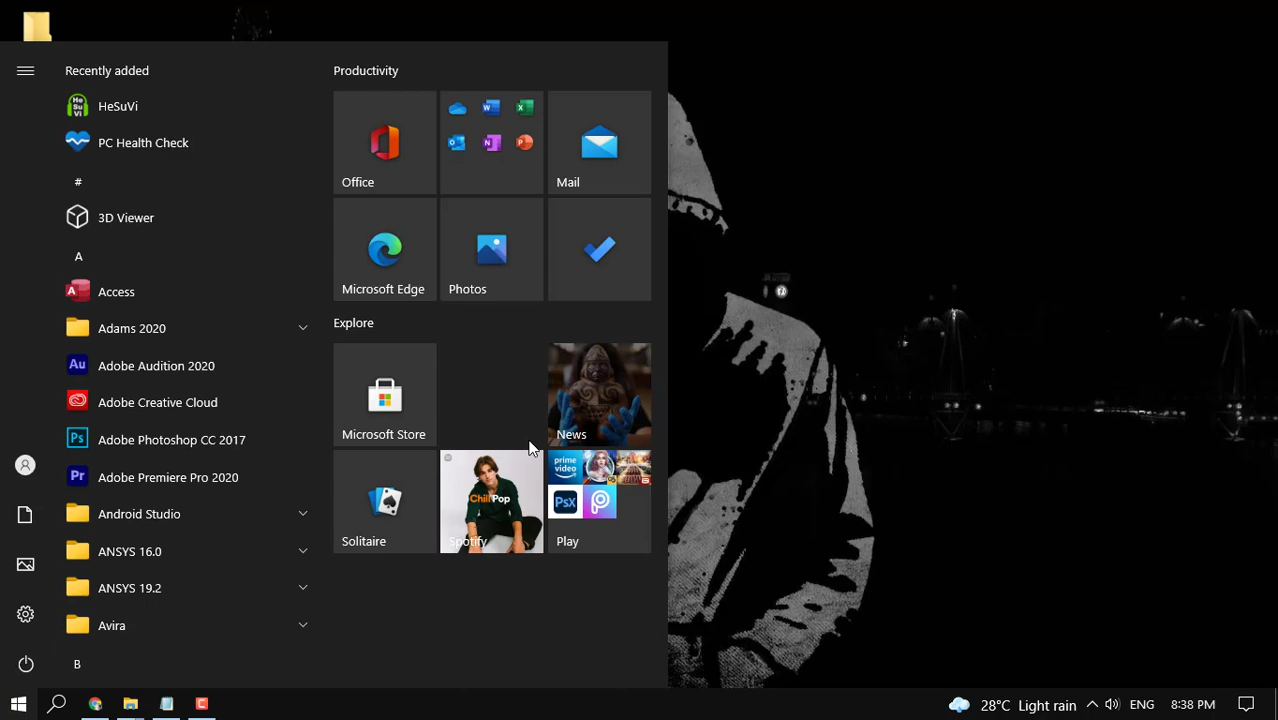 Recently added
HeSuVi
PC Health Check
#
3D Viewer
A
Access
Adams 2020
Adobe Audition 2020
Adobe Creative Cloud
Adobe Photoshop CC 2017
Adobe Premiere Pro 2020
Android Studio
ANSYS 16.0
ANSYS 19.2
Avira
B
Productivity
Office
Mail
Microsoft Edge
Photos
Explore
Microsoft Store
News
Solitaire
Chill Pop
Spotify
prime video
PsX
Play
28°C Light rain
ENG
8:38 PM